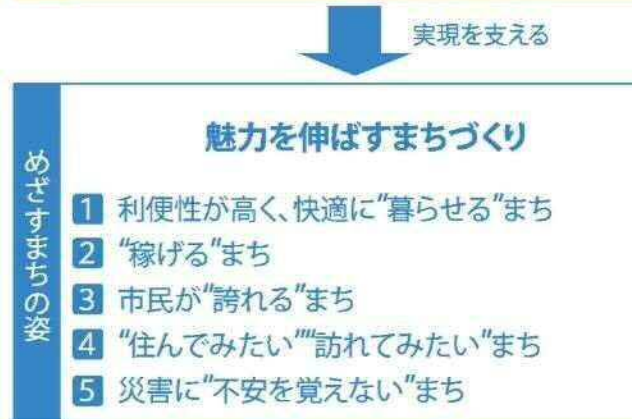 実現を支える
めざすまちの姿
魅力を伸ばすまちづくり
1 利便性が高く、快適に"暮らせる"まち
2 "稼げる"まち
3 市民が"誇れる"まち
4 "住んでみたい""訪れてみたい"まち
5 災害に"不安を覚えない"まち